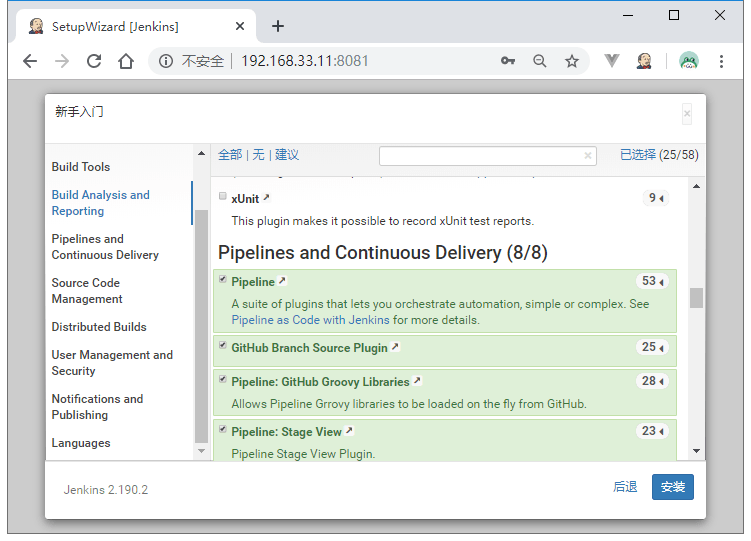 SetupWizard [Jenkins]
不安全 192.168.33.11:8081
新手入门
Build Tools
Build Analysis and
Reporting
Pipelines and
Continuous Delivery
Source Code
Management
Distributed Builds
User Management and
Security
Notifications and
Publishing
Languages
全部 | 无 | 建议
已选择 (25/58)
xUnit
9
This plugin makes it possible to record xUnit test reports.
Pipelines and Continuous Delivery (8/8)
Pipeline
53
A suite of plugins that lets you orchestrate automation, simple or complex. See
Pipeline as Code with Jenkins for more details.
GitHub Branch Source Plugin
25
Pipeline: GitHub Groovy Libraries
28
Allows Pipeline Grrovy libraries to be loaded on the fly from GitHub.
Pipeline: Stage View
23
Pipeline Stage View Plugin.
Jenkins 2.190.2
后退
安装